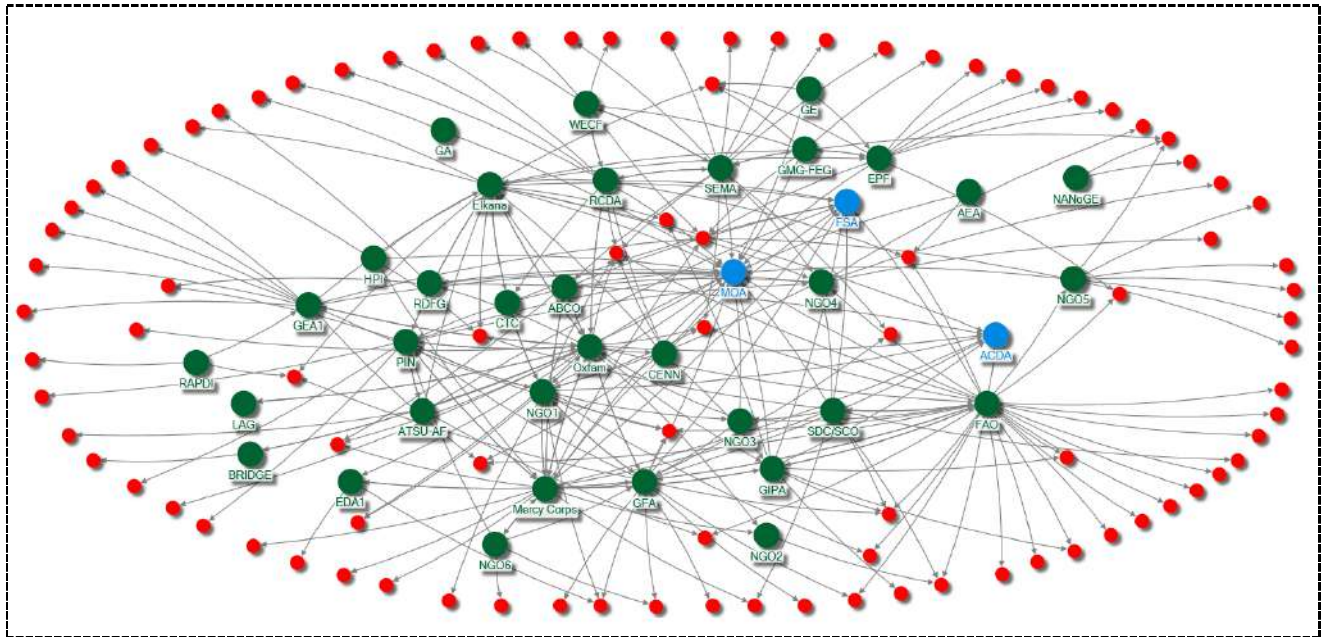 GE
WECF
GA
GMG-FEG
EPF
SEMA
Elkana
RCDA
NANoGE
AEA
FSA
HPI
MOA
NGO4
NGO5
RDFG
ABCO
GEA1
CTC
PIN
Oxfam
CENN
ACDA
RAPDI
LAG
ATSU-AF
NGO1
NGO3
SDC/SCO
FAO
BRIDGE
EDA1
Mercy Corps
GFA
GIPA
NGO6
NGO2